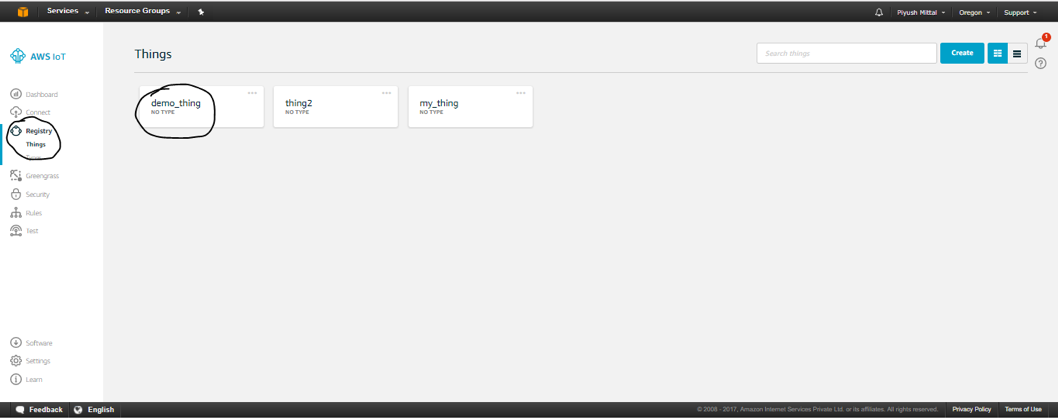 Services
Resource Groups
Piyush Mittal
Oregon
Support
AWS IoT
Things
Search things
Create
1
Dashboard
Connect
Registry
Things
Greengrass
Security
Rules
Test
demo_thing
NO TYPE
thing2
NO TYPE
my_thing
NO TYPE
Software
Settings
Learn
Feedback
English
© 2008 - 2017, Amazon Internet Services Private Ltd. or its affiliates. All rights reserved.
Privacy Policy
Terms of Use